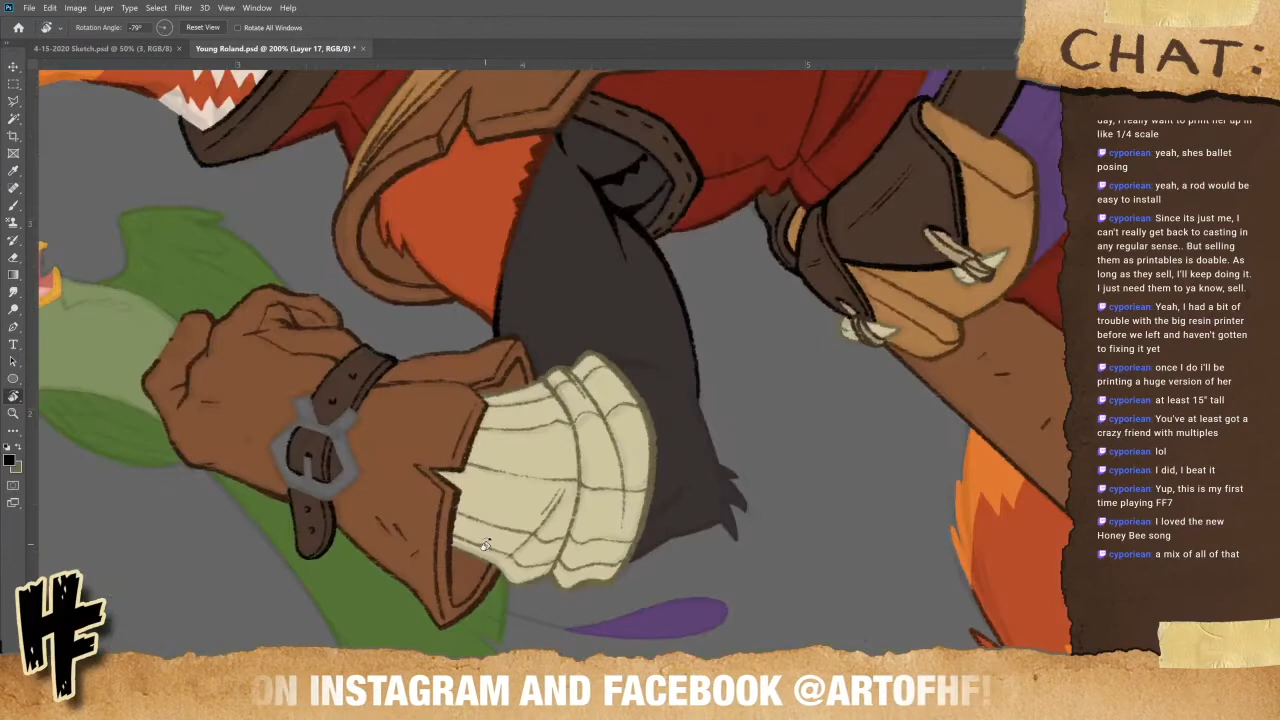 File Edit Image Layer Type Select Filter 3D View Window Help
Rotation Angle: -79° Reset View Rotate All Windows
4-15-2020 Sketch.psd @ 50% (3, RGB/8) × Young Roland.psd @ 200% (Layer 17, RGB/8) * ×
CHAT:
day, I really want to print her up in
like 1/4 scale
cyporiean: yeah, shes ballet
posing
cyporiean: yeah, a rod would be
easy to install
cyporiean: Since its just me, I
can't really get back to casting in
any regular sense.. But selling
them as printables is doable. As
long as they sell, I'll keep doing it.
I just need them to ya know, sell.
cyporiean: Yeah, I had a bit of
trouble with the big resin printer
before we left and haven't gotten
to fixing it yet
cyporiean: once I do i'll be
printing a huge version of her
cyporiean: at least 15" tall
cyporiean: You've at least got a
crazy friend with multiples
cyporiean: lol
cyporiean: I did, I beat it
cyporiean: Yup, this is my first
time playing FF7
cyporiean: I loved the new
Honey Bee song
cyporiean: a mix of all of that
HF
ON INSTAGRAM AND FACEBOOK @ARTOFHF!